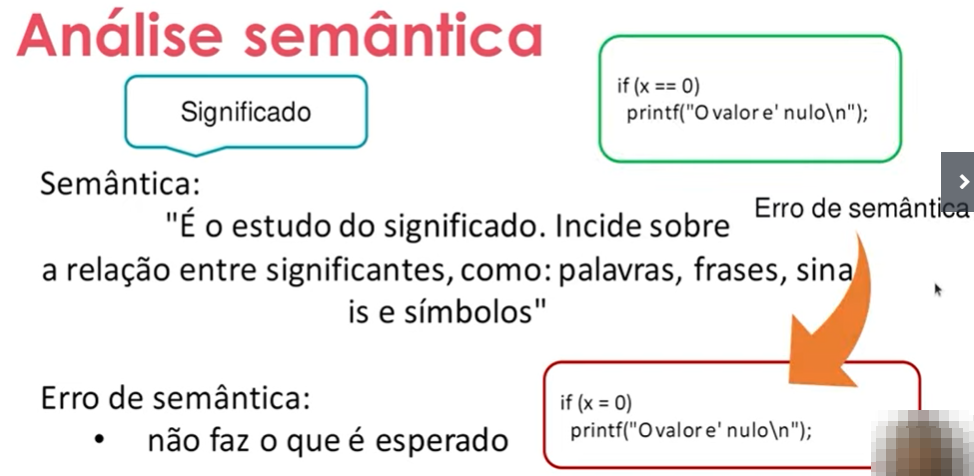 Análise semântica
Significado
if (x == 0)
printf("O valor e' nulo\n");
Semântica:
"É o estudo do significado. Incide sobre
a relação entre significantes, como: palavras, frases, sina
is e símbolos"
Erro de semântica
Erro de semântica:
• não faz o que é esperado
if (x = 0)
printf("O valor e' nulo\n");